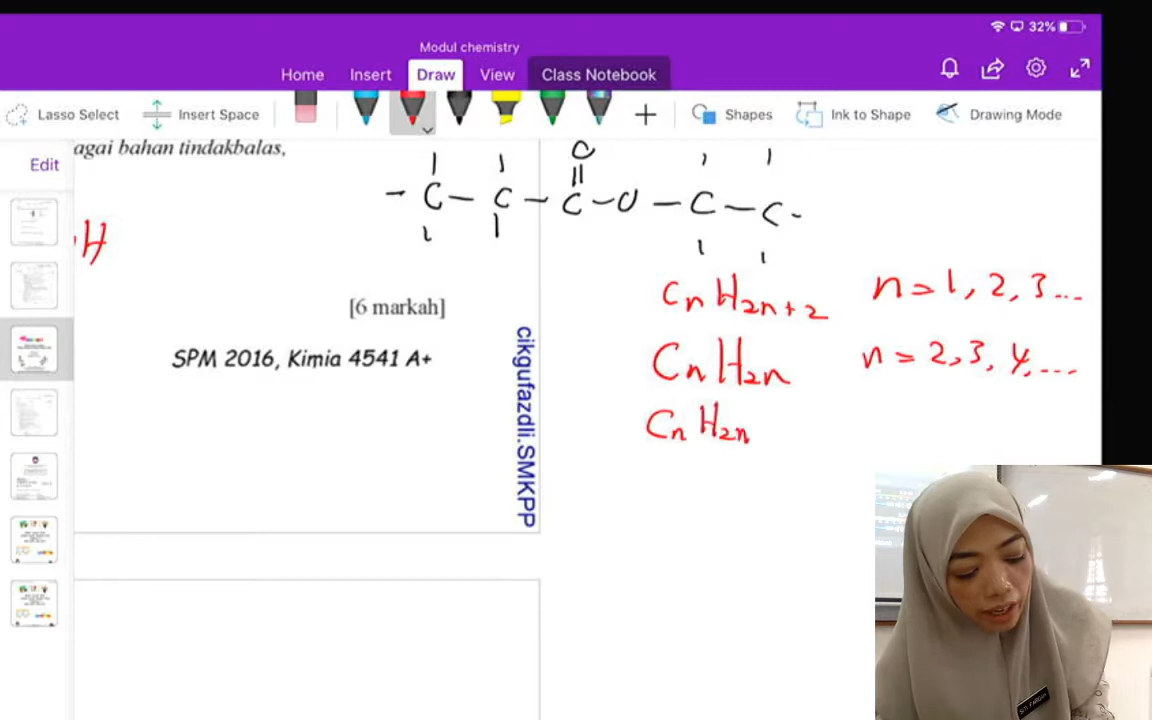 32%
Modul chemistry
Home Insert Draw View Class Notebook
Lasso Select Insert Space Shapes Ink to Shape Drawing Mode
Edit
agai bahan tindakbalas,
O
||
- C - C - C - O - C - C -
H
[6 markah]
SPM 2016, Kimia 4541 A+
cikgufazdli.SMKPP
CnH2n+2 n = 1, 2, 3...
CnH2n n = 2, 3, 4, ...
CnH2n